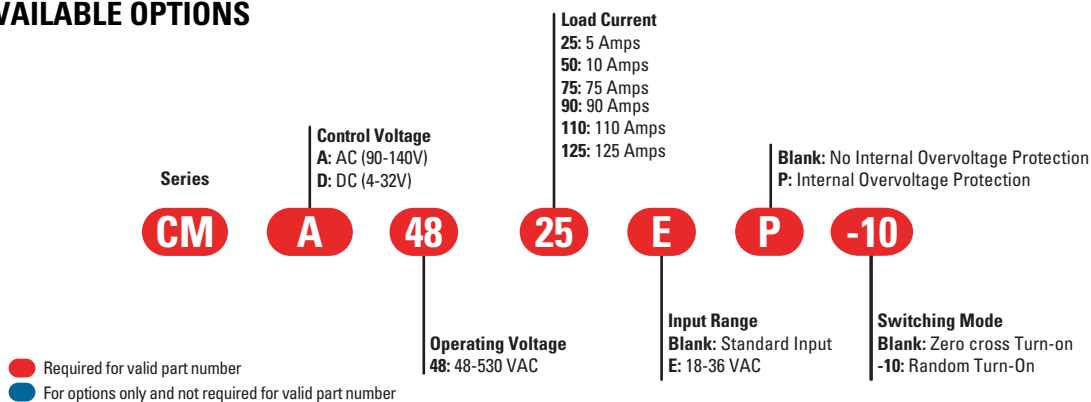 VAILABLE OPTIONS
Load Current
25: 5 Amps
50: 10 Amps
75: 75 Amps
90: 90 Amps
110: 110 Amps
125: 125 Amps
Control Voltage
A: AC (90-140V)
D: DC (4-32V)
Blank: No Internal Overvoltage Protection
P: Internal Overvoltage Protection
Series
CM A 48 25 E P -10
Operating Voltage
48: 48-530 VAC
Input Range
Blank: Standard Input
E: 18-36 VAC
Switching Mode
Blank: Zero cross Turn-on
-10: Random Turn-On
Required for valid part number
For options only and not required for valid part number